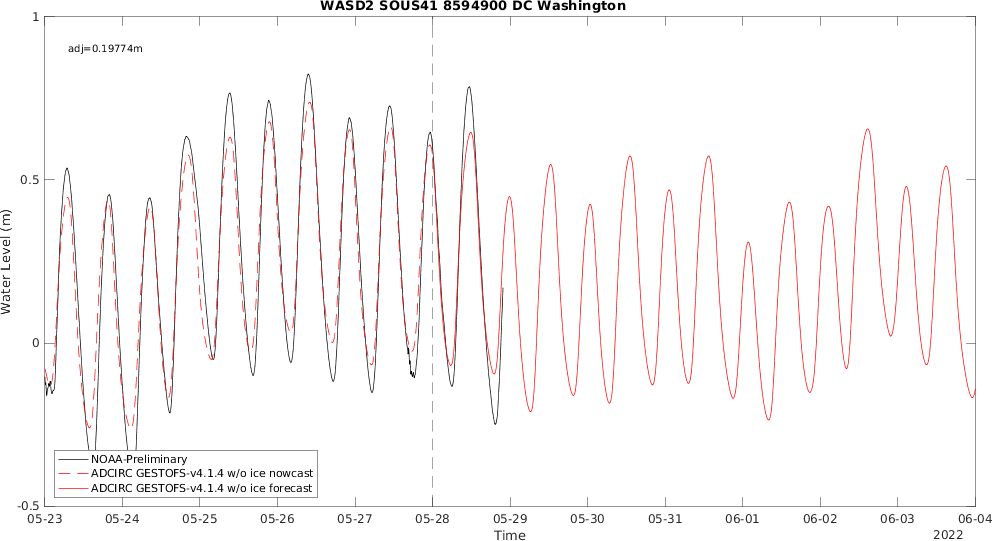 WASD2 SOUS41 8594900 DC Washington
1
adj=0.19774m
0.5
Water Level (m)
0
NOAA-Preliminary
ADCIRC GESTOFS-v4.1.4 w/o ice nowcast
ADCIRC GESTOFS-v4.1.4 w/o ice forecast
-0.5
05-23 05-24 05-25 05-26 05-27 05-28 05-29 05-30 05-31 06-01 06-02 06-03 06-04
Time
2022